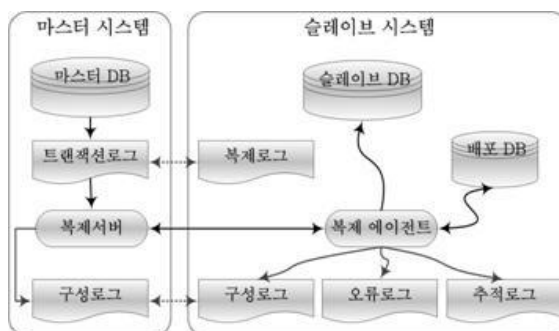 마스터 시스템
슬레이브 시스템
마스터 DB
슬레이브 DB
트랜잭션로그
복제로그
배포 DB
복제서버
복제 에이전트
구성로그
구성로그
오류로그
추적로그